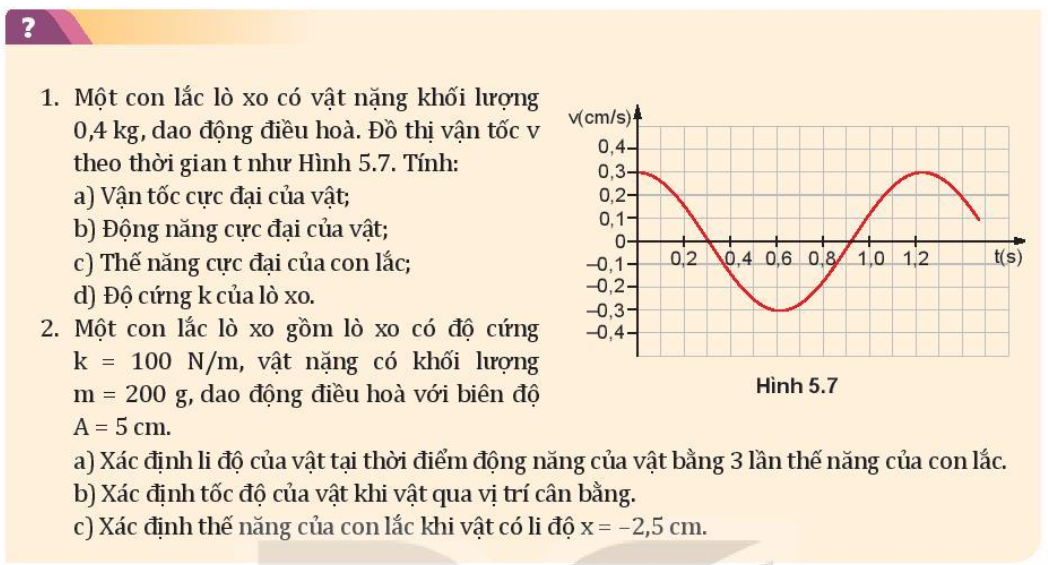 ?
1. Một con lắc lò xo có vật nặng khối lượng
0,4 kg, dao động điều hoà. Đồ thị vận tốc v
theo thời gian t như Hình 5.7. Tính:
a) Vận tốc cực đại của vật;
b) Động năng cực đại của vật;
c) Thế năng cực đại của con lắc;
d) Độ cứng k của lò xo.
2. Một con lắc lò xo gồm lò xo có độ cứng
k = 100 N/m, vật nặng có khối lượng
m = 200 g, dao động điều hoà với biên độ
A = 5 cm.
a) Xác định li độ của vật tại thời điểm động năng của vật bằng 3 lần thế năng của con lắc.
b) Xác định tốc độ của vật khi vật qua vị trí cân bằng.
c) Xác định thế năng của con lắc khi vật có li độ x = –2,5 cm.
v(cm/s)
0,4
0,3
0,2
0,1
0
–0,1
–0,2
–0,3
–0,4
0,2 0,4 0,6 0,8 1,0 1,2 t(s)
Hình 5.7